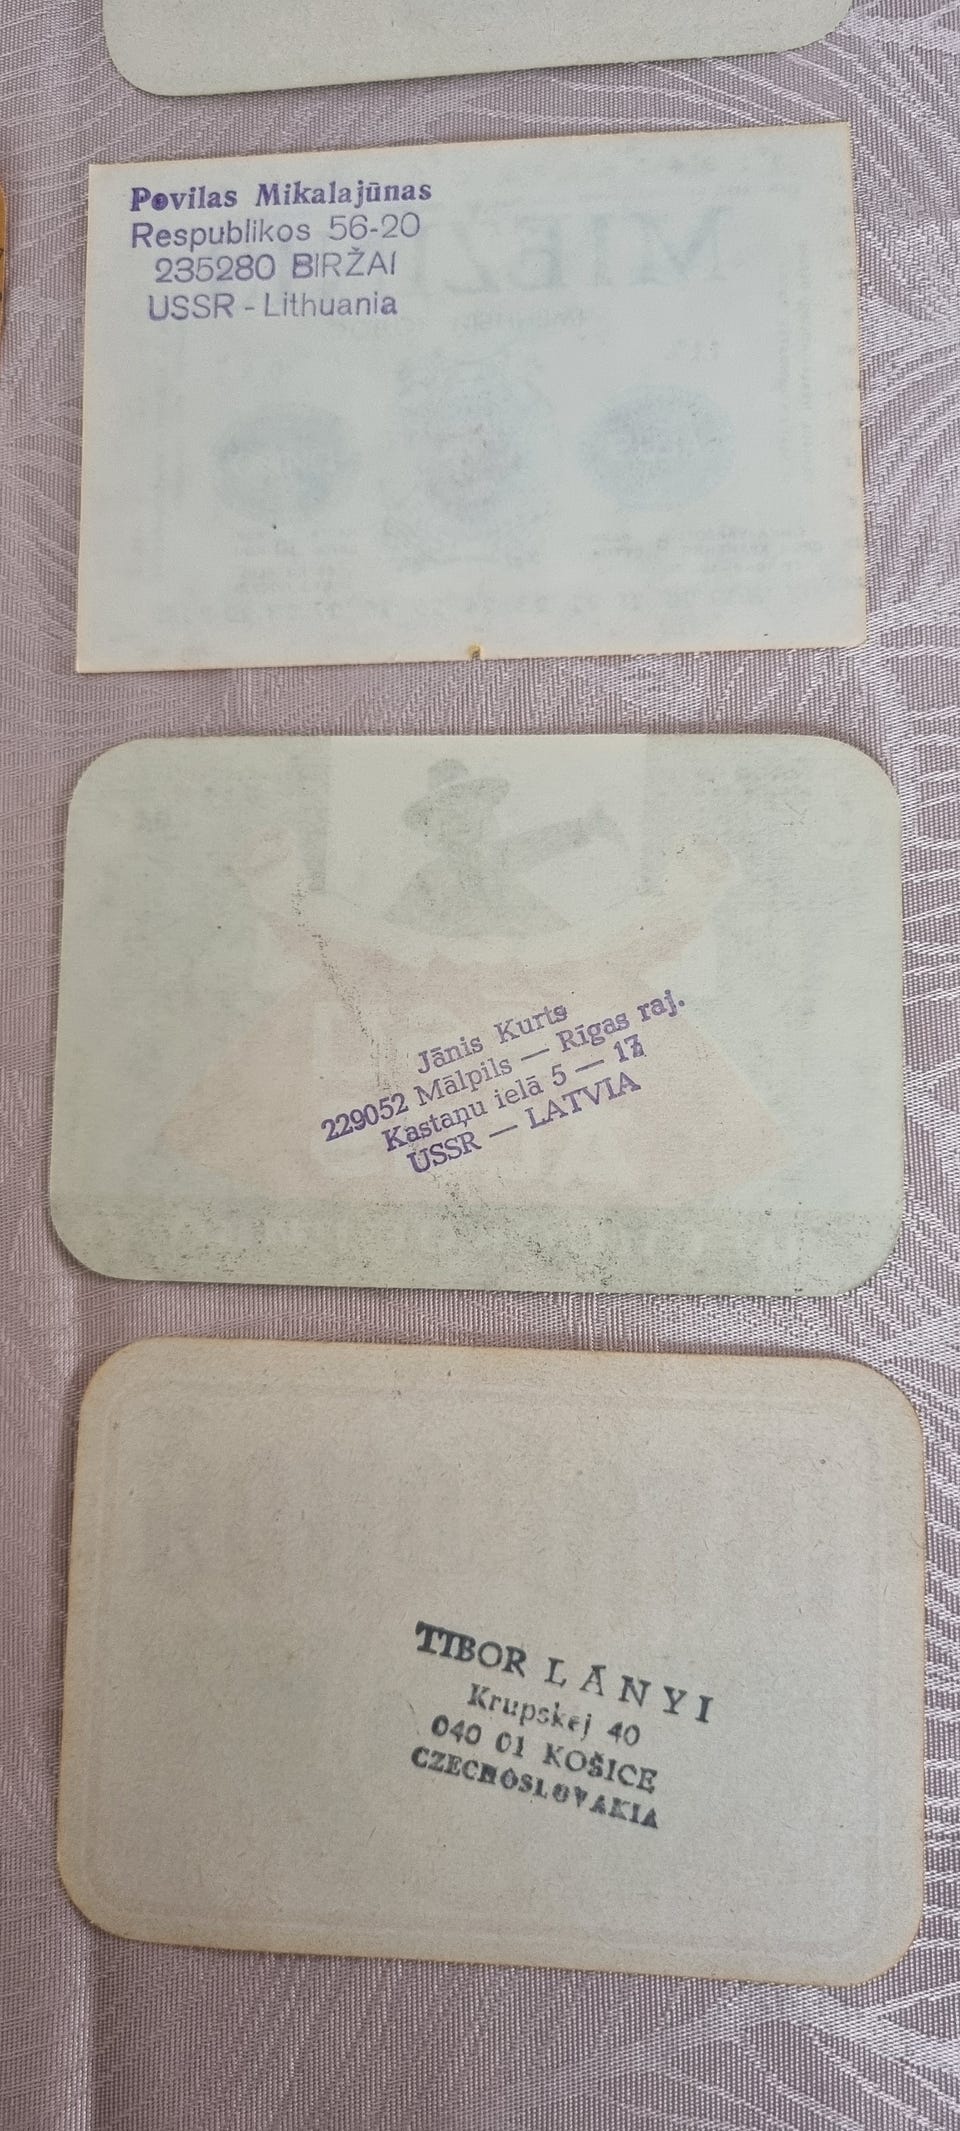 Povilas Mikalajūnas
Respublikos 56-20
235280 BIRŽAI
USSR - Lithuania
Jānis Kurts
229052 Mālpils — Rīgas raj.
Kastaņu ielā 5 — 17
USSR — LATVIA
TIBOR LÁNYI
Krupskej 40
040 01 KOŠICE
CZECHOSLOVAKIA